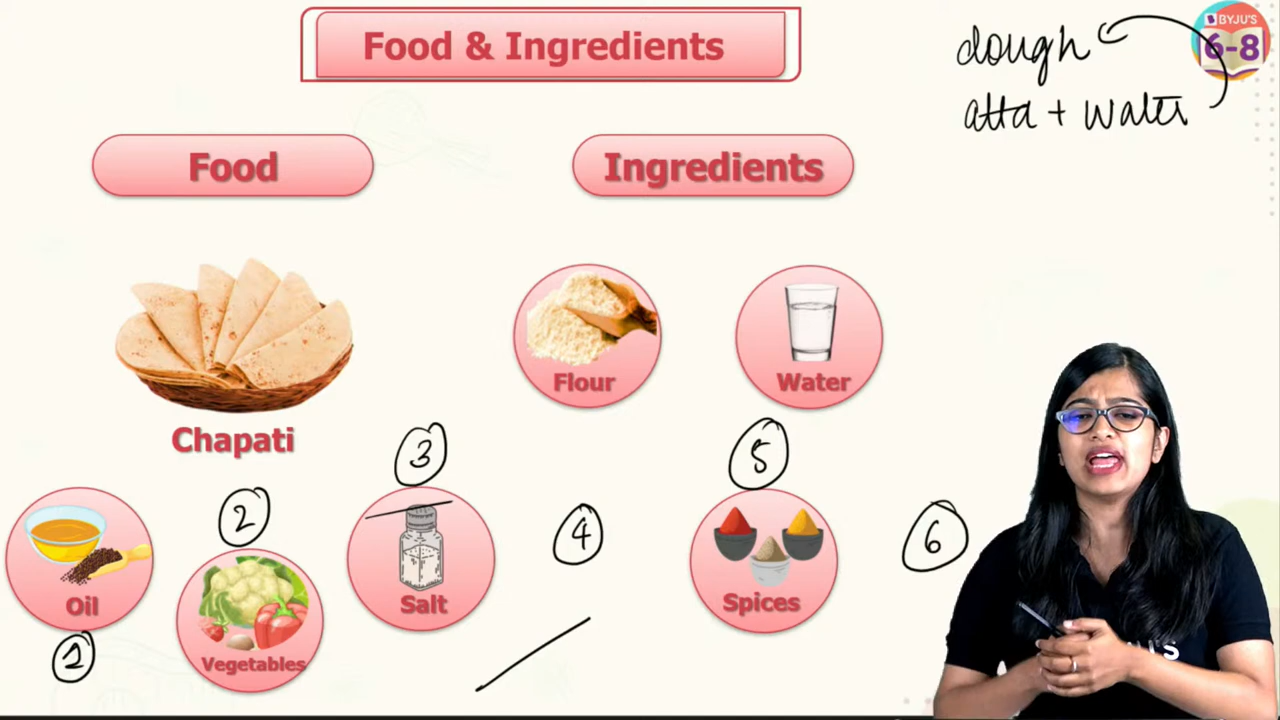 Food & Ingredients
dough
atta + water
BYJU'S
6-8
Food
Ingredients
Flour
Water
Chapati
3
5
2
4
6
Oil
Salt
Spices
Vegetables
1